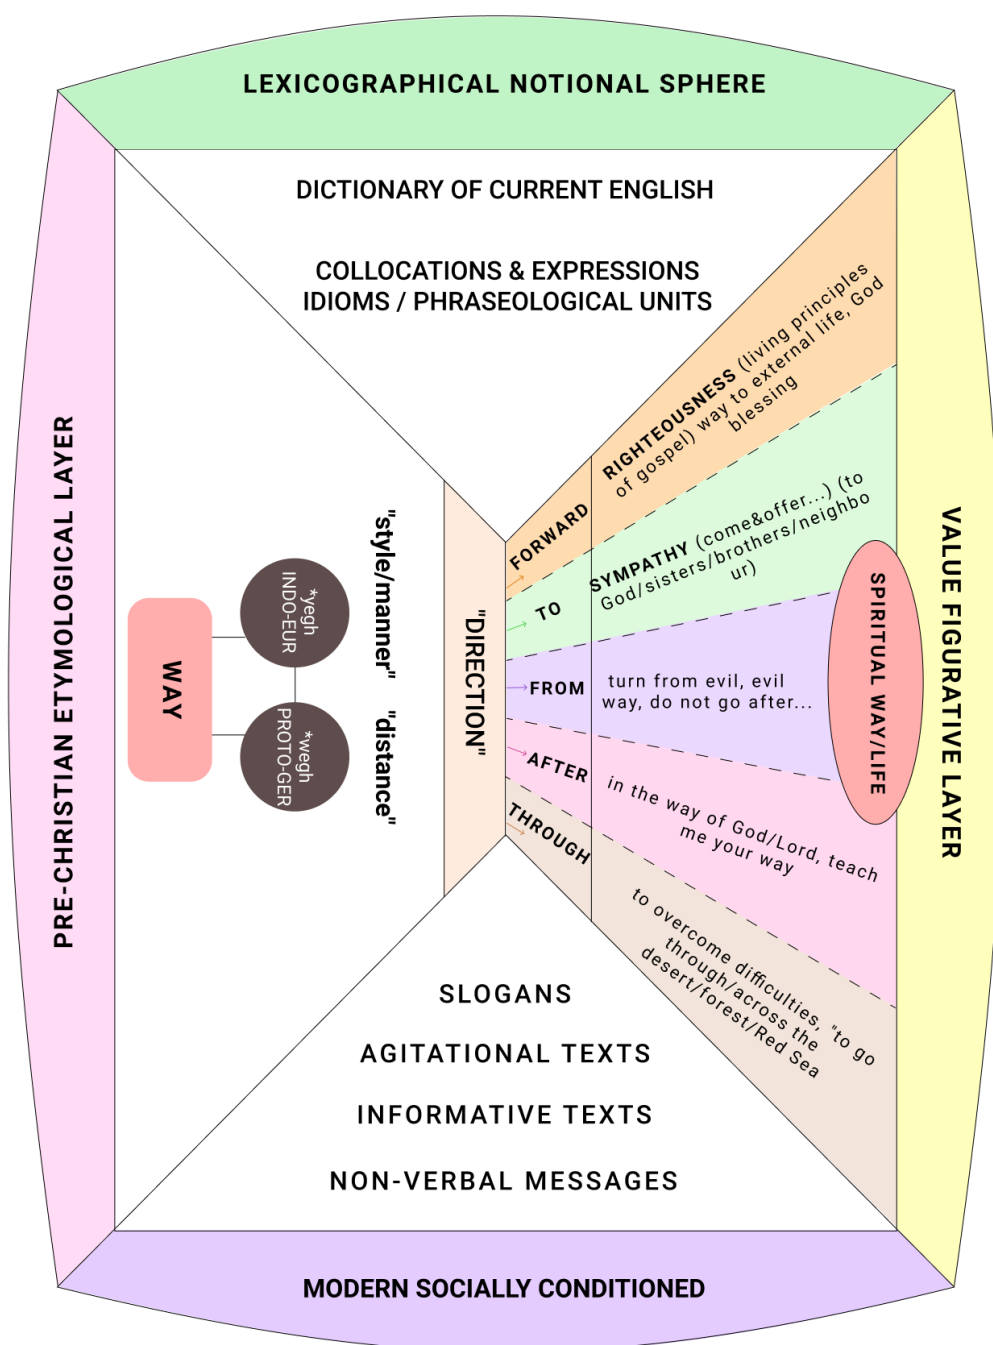 LEXICOGRAPHICAL NOTIONAL SPHERE
DICTIONARY OF CURRENT ENGLISH
COLLOCATIONS & EXPRESSIONS
IDIOMS / PHRASEOLOGICAL UNITS
PRE-CHRISTIAN ETYMOLOGICAL LAYER
WAY
*yegh
INDO-EUR
*wegh
PROTO-GER
"style/manner"
"distance"
"DIRECTION"
FORWARD
RIGHTEOUSNESS (living principles
of gospel) way to external life, God
blessing
TO
SYMPATHY (come&offer...) (to
God/sisters/brothers/neighbo
ur)
FROM
turn from evil, evil
way, do not go after...
AFTER
in the way of God/Lord, teach
me your way
THROUGH
to overcome difficulties, "to go
through/across the
desert/forest/Red Sea
SPIRITUAL WAY/LIFE
VALUE FIGURATIVE LAYER
SLOGANS
AGITATIONAL TEXTS
INFORMATIVE TEXTS
NON-VERBAL MESSAGES
MODERN SOCIALLY CONDITIONED